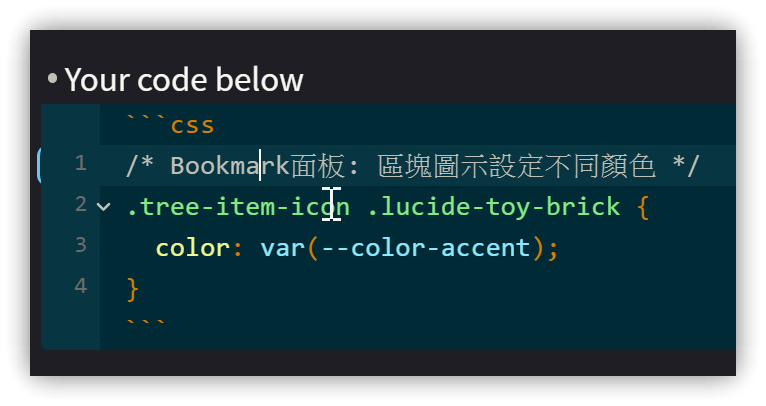 • Your code below
```css
1 /* Bookmark面板: 區塊圖示設定不同顏色 */
2 .tree-item-icon .lucide-toy-brick {
3 color: var(--color-accent);
4 }
```